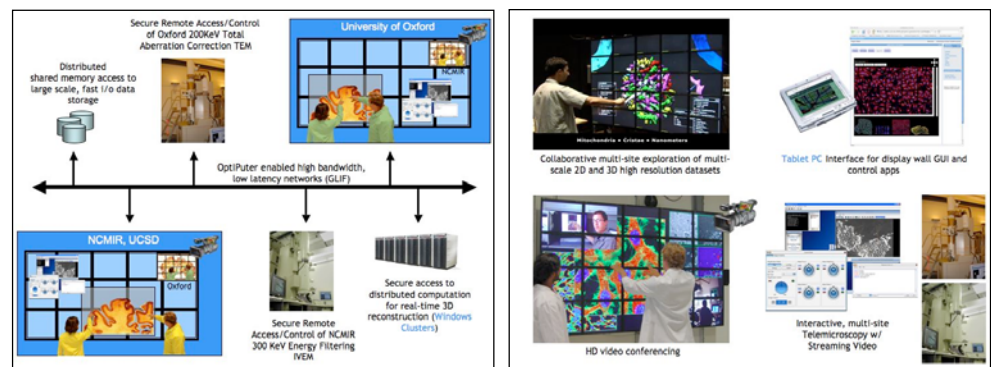 Secure Remote Access/Control
of Oxford 200KeV Total
Aberration Correction TEM
University of Oxford
NCMIR
Distributed
shared memory access to
large scale, fast i/o data
storage
OptiPuter enabled high bandwidth,
low latency networks (GLIF)
NCMIR, UCSD
Oxford
Secure Remote
Access/Control of NCMIR
300 KeV Energy Filtering
IVEM
Secure access to
distributed computation
for real-time 3D
reconstruction (Windows
Clusters)
Mitochondria • Cristae • Nanometers
Collaborative multi-site exploration of multi-
scale 2D and 3D high resolution datasets
Tablet PC Interface for display wall GUI and
control apps
HD video conferencing
Interactive, multi-site
Telemicroscopy w/
Streaming Video